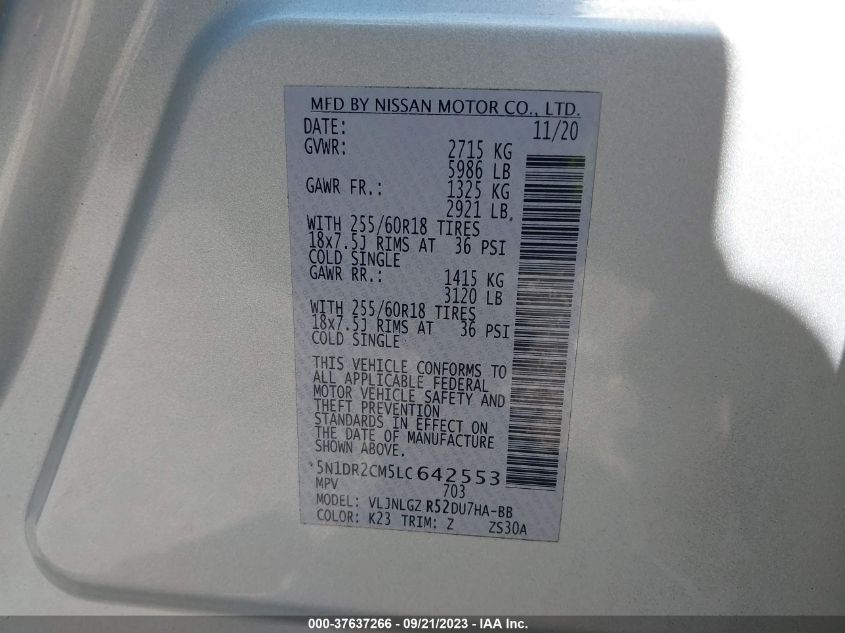 MFD BY NISSAN MOTOR CO., LTD.
DATE: 11/20
GVWR: 2715 KG
5986 LB
GAWR FR.: 1325 KG
2921 LB,
WITH 255/60R18 TIRES
18x7.5J RIMS AT 36 PSI
COLD SINGLE
GAWR RR.: 1415 KG
3120 LB
WITH 255/60R18 TIRES
18x7.5J RIMS AT 36 PSI
COLD SINGLE
THIS VEHICLE CONFORMS TO
ALL APPLICABLE FEDERAL
MOTOR VEHICLE SAFETY AND
THEFT PREVENTION
STANDARDS IN EFFECT ON
THE DATE OF MANUFACTURE
SHOWN ABOVE.
*5N1DR2CM5LC642553
MPV 703
MODEL: VLJNLGZ R52DU7HA-BB
COLOR: K23 TRIM: Z ZS30A
000-37637266 - 09/21/2023 - IAA Inc.